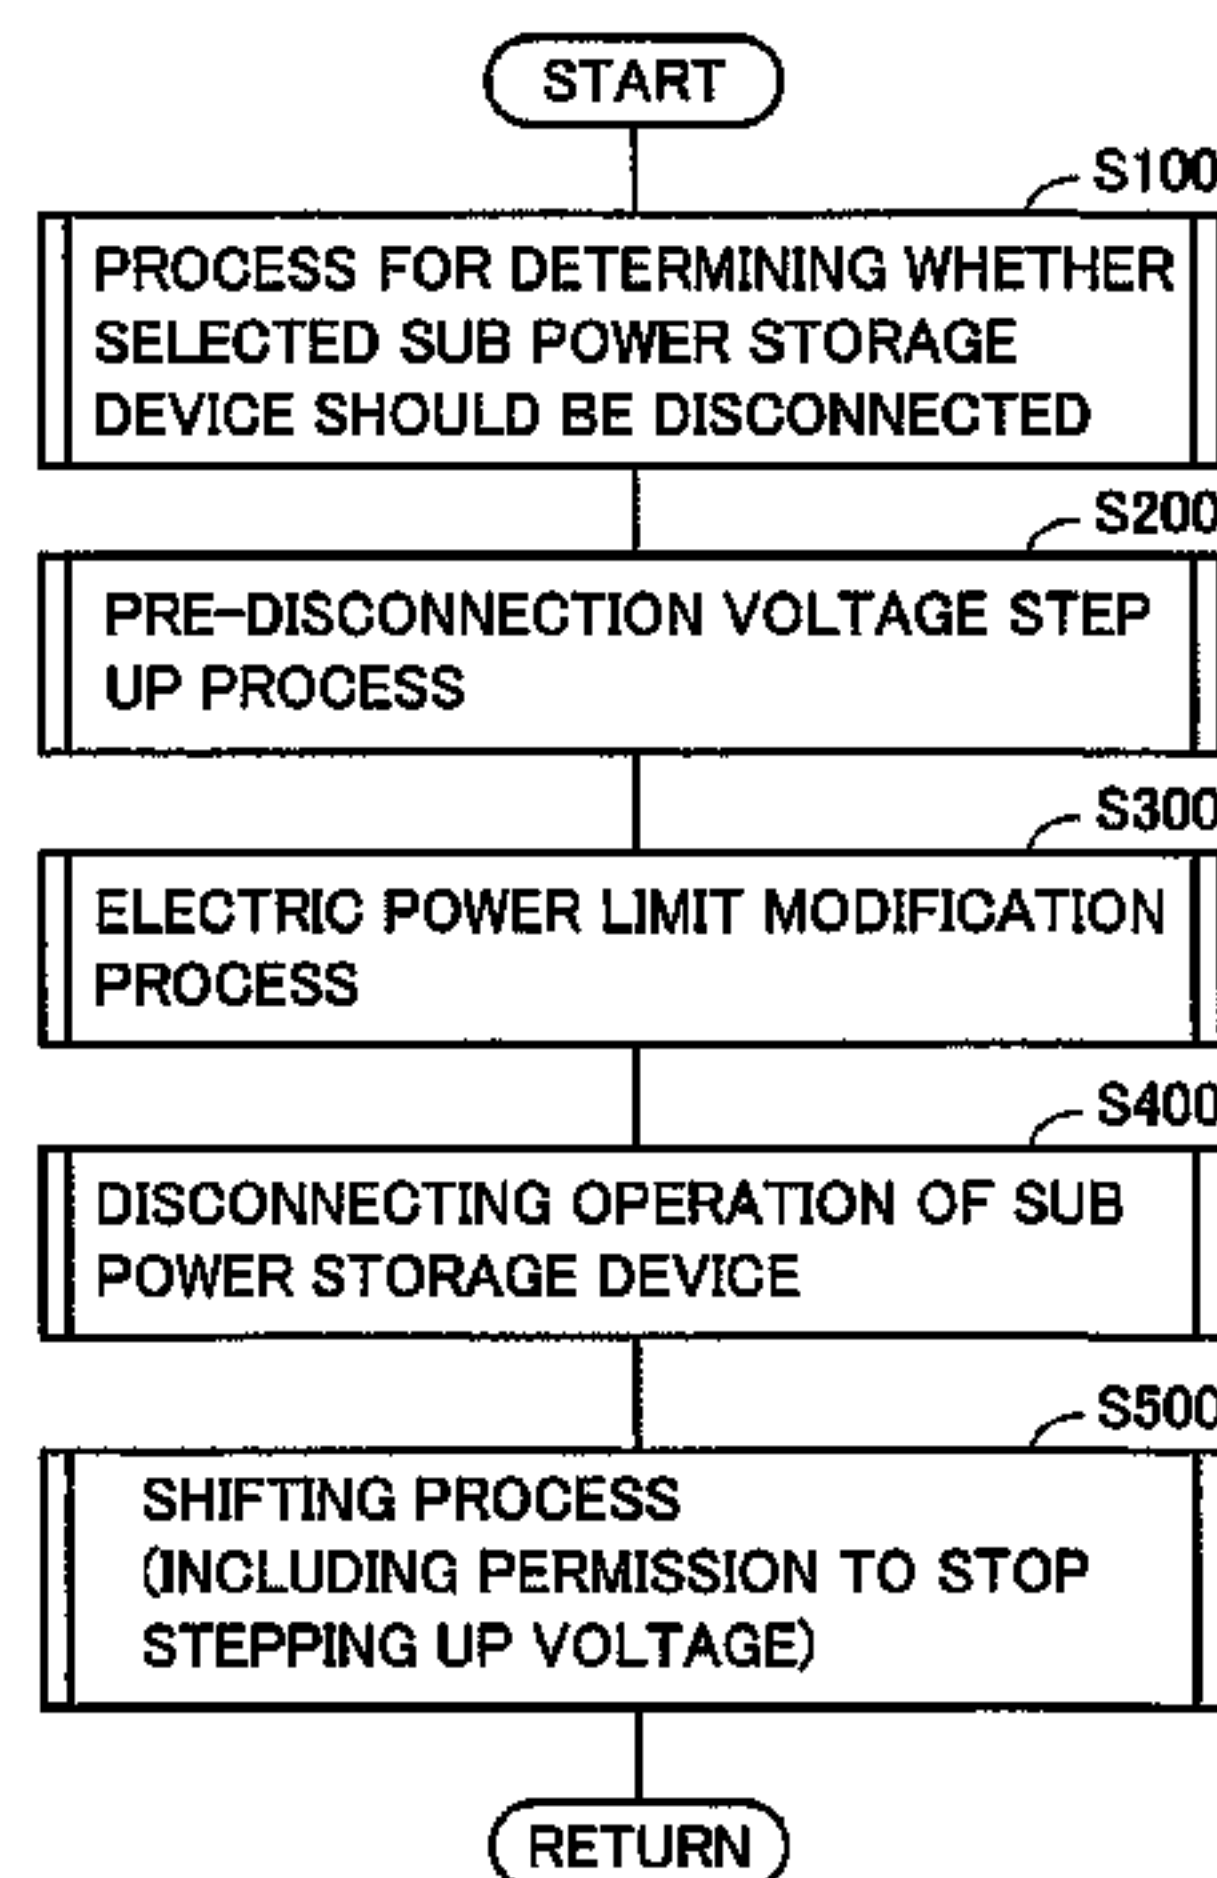 START
S100
PROCESS FOR DETERMINING WHETHER
SELECTED SUB POWER STORAGE
DEVICE SHOULD BE DISCONNECTED
S200
PRE-DISCONNECTION VOLTAGE STEP
UP PROCESS
S300
ELECTRIC POWER LIMIT MODIFICATION
PROCESS
S400
DISCONNECTING OPERATION OF SUB
POWER STORAGE DEVICE
S500
SHIFTING PROCESS
(INCLUDING PERMISSION TO STOP
STEPPING UP VOLTAGE)
RETURN